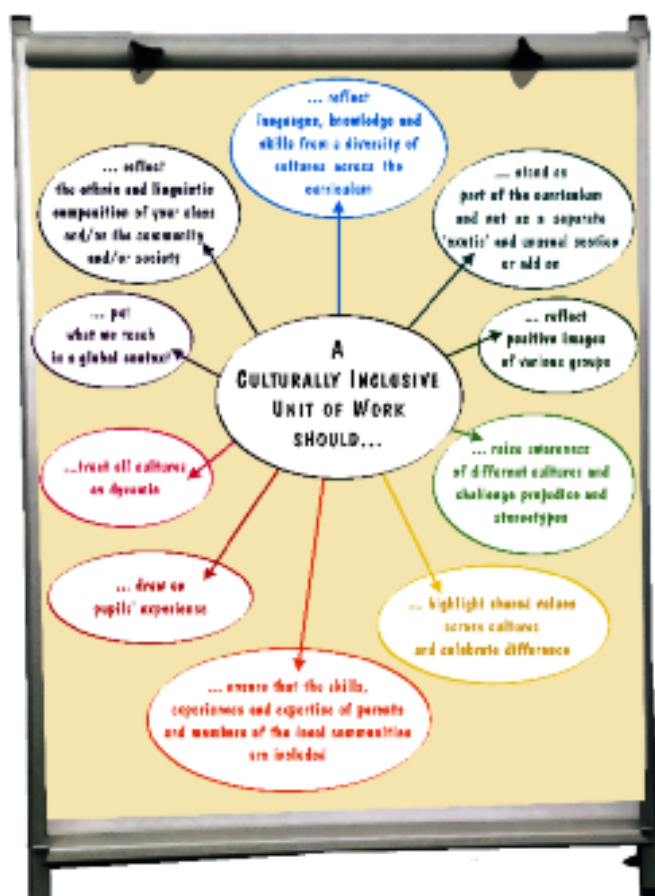 A
CULTURALLY INCLUSIVE
UNIT OF WORK
SHOULD...
... reflect
languages, knowledge and
skills from a diversity of
cultures across the
curriculum
... stand as
part of the curriculum
and not as a separate
'exotic' and unusual section
or add on
... reflect
positive images
of various groups
... raise awareness
of different cultures and
challenge prejudice and
stereotypes
... highlight shared values
across cultures
and celebrate difference
... ensure that the skills,
experiences and expertise of parents
and members of the local communities
are included
... draw on
pupils' experience
...treat all cultures
as dynamic
... put
what we teach
in a global context
... reflect
the ethnic and linguistic
composition of your class
and/or the community
and/or society